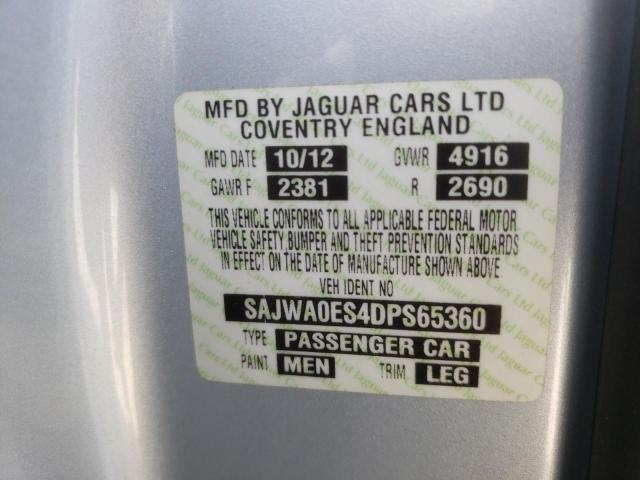 MFD BY JAGUAR CARS LTD
COVENTRY ENGLAND
MFD DATE 10/12 GVWR 4916
GAWR F 2381 R 2690
THIS VEHICLE CONFORMS TO ALL APPLICABLE FEDERAL MOTOR
VEHICLE SAFETY, BUMPER AND THEFT PREVENTION STANDARDS
IN EFFECT ON THE DATE OF MANUFACTURE SHOWN ABOVE
VEH IDENT NO
SAJWA0ES4DPS65360
TYPE PASSENGER CAR
PAINT MEN TRIM LEG